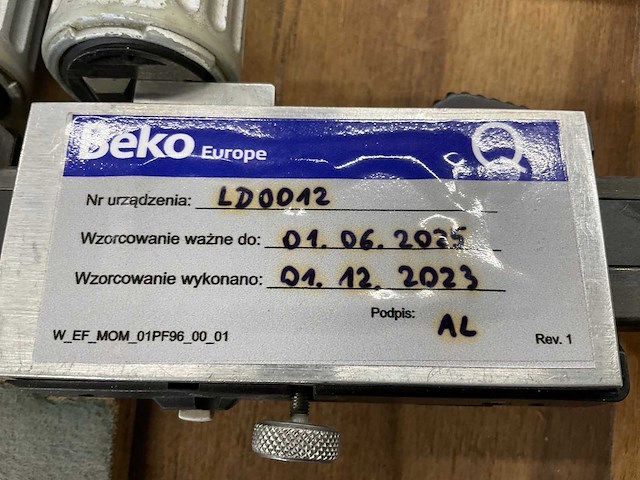 Beko Europe
Nr urządzenia: LD0012
Wzorcowanie ważne do: 01. 06. 2025
Wzorcowanie wykonano: 01. 12. 2023
Podpis: AL
W_EF_MOM_01PF96_00_01 Rev. 1